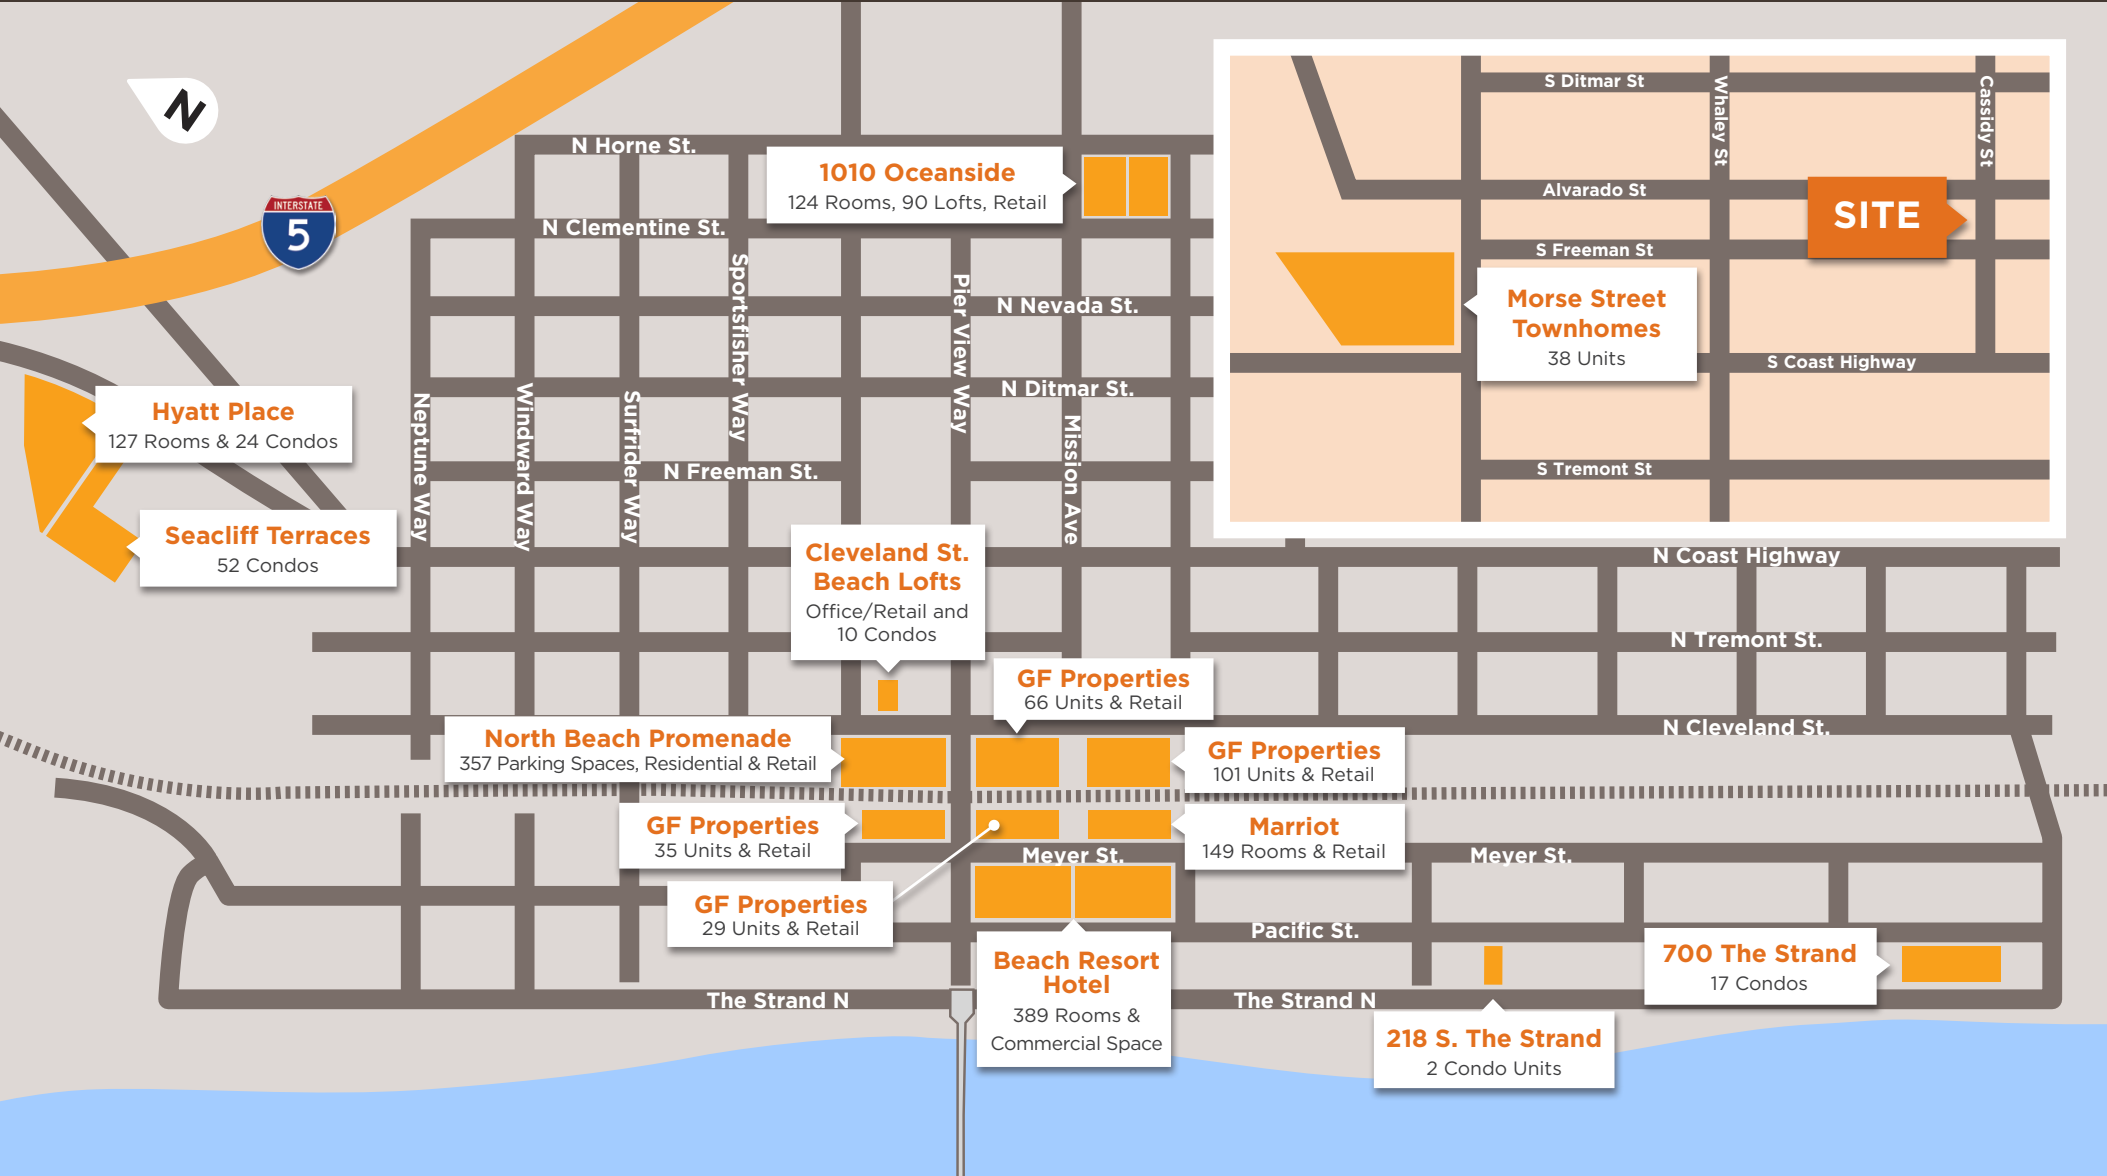 N
INTERSTATE
5
N Horne St.
1010 Oceanside
124 Rooms, 90 Lofts, Retail
N Clementine St.
Sportsfisher Way
Pier View Way
N Nevada St.
N Ditmar St.
Neptune Way
Windward Way
Surfrider Way
Mission Ave
N Freeman St.
Hyatt Place
127 Rooms & 24 Condos
Seacliff Terraces
52 Condos
S Ditmar St
Whaley St
Cassidy St
Alvarado St
SITE
S Freeman St
Morse Street
Townhomes
38 Units
S Coast Highway
S Tremont St
Cleveland St.
Beach Lofts
Office/Retail and
10 Condos
N Coast Highway
N Tremont St.
GF Properties
66 Units & Retail
N Cleveland St.
North Beach Promenade
357 Parking Spaces, Residential & Retail
GF Properties
101 Units & Retail
GF Properties
35 Units & Retail
Marriot
149 Rooms & Retail
Meyer St.
Meyer St.
GF Properties
29 Units & Retail
Pacific St.
Beach Resort
Hotel
389 Rooms &
Commercial Space
700 The Strand
17 Condos
The Strand N
The Strand N
218 S. The Strand
2 Condo Units